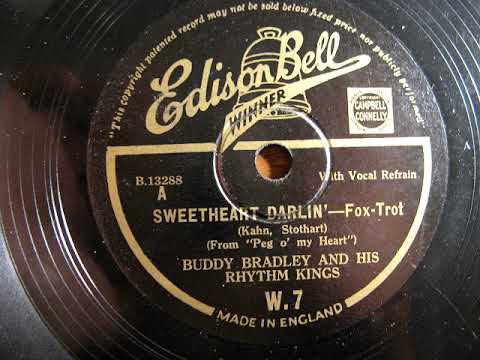 "This copyright patented record may not be sold below fixed price nor publicly performed"
Edison Bell
WINNER
COPYRIGHT
CAMPBELL
CONNELLY
B.13288
A
With Vocal Refrain
SWEETHEART DARLIN'—Fox-Trot
(Kahn, Stothart)
(From "Peg o' my Heart")
BUDDY BRADLEY AND HIS
RHYTHM KINGS
W.7
MADE IN ENGLAND